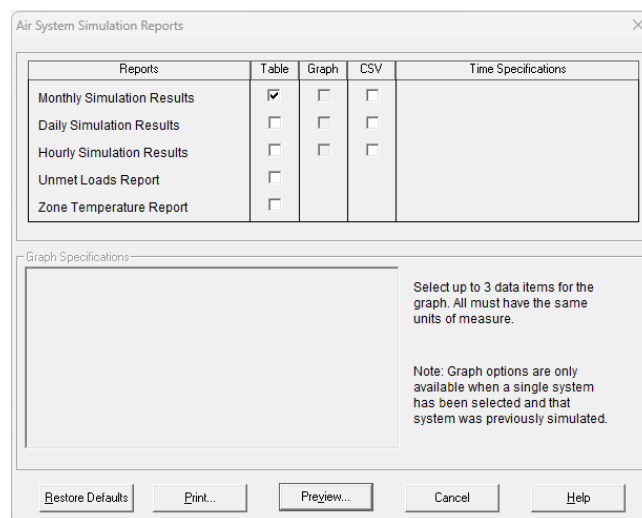 Air System Simulation Reports
Reports Table Graph CSV Time Specifications
Monthly Simulation Results
Daily Simulation Results
Hourly Simulation Results
Unmet Loads Report
Zone Temperature Report
Graph Specifications
Select up to 3 data items for the
graph. All must have the same
units of measure.
Note: Graph options are only
available when a single system
has been selected and that
system was previously simulated.
Restore Defaults Print... Preview... Cancel Help